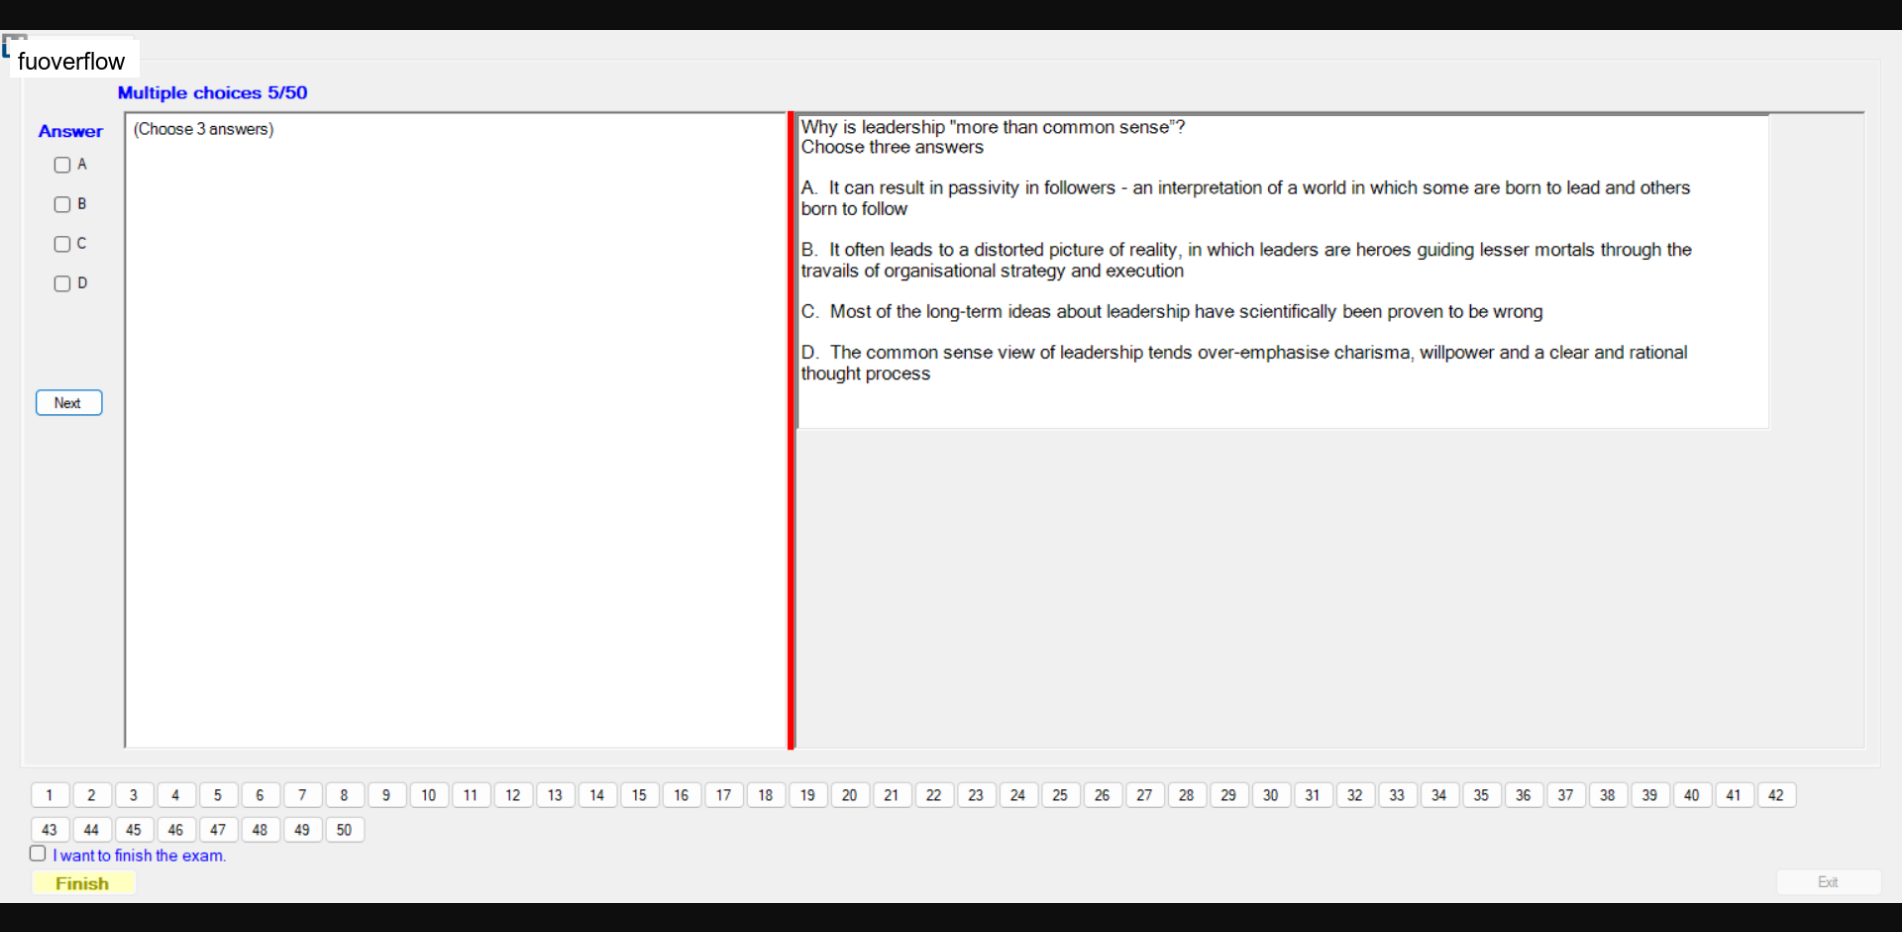 fuoverflow
Multiple choices 5/50
Answer
(Choose 3 answers)
A
B
C
D
Next
Why is leadership "more than common sense"?
Choose three answers
A. It can result in passivity in followers - an interpretation of a world in which some are born to lead and others
born to follow
B. It often leads to a distorted picture of reality, in which leaders are heroes guiding lesser mortals through the
travails of organisational strategy and execution
C. Most of the long-term ideas about leadership have scientifically been proven to be wrong
D. The common sense view of leadership tends over-emphasise charisma, willpower and a clear and rational
thought process
1 2 3 4 5 6 7 8 9 10 11 12 13 14 15 16 17 18 19 20 21 22 23 24 25 26 27 28 29 30 31 32 33 34 35 36 37 38 39 40 41 42
43 44 45 46 47 48 49 50
I want to finish the exam.
Finish
Exit